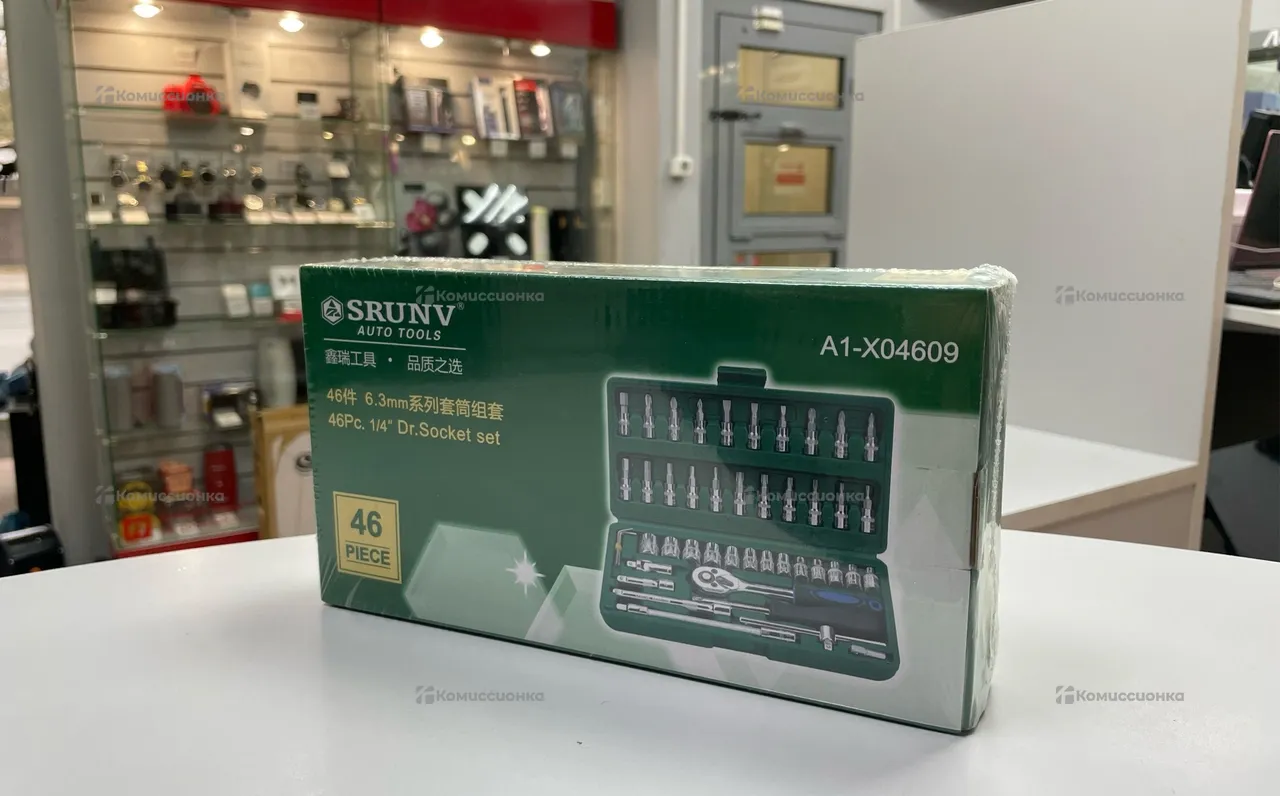 SRUNV®
AUTO TOOLS
鑫瑞工具 · 品质之选
46件 6.3mm系列套筒组套
46Pc. 1/4" Dr.Socket set
46
PIECE
A1-X04609
Комиссионка
Комиссионка
Комиссионка
Комиссионка
Комиссионка
Комиссионка
Комиссионка
Комиссионка